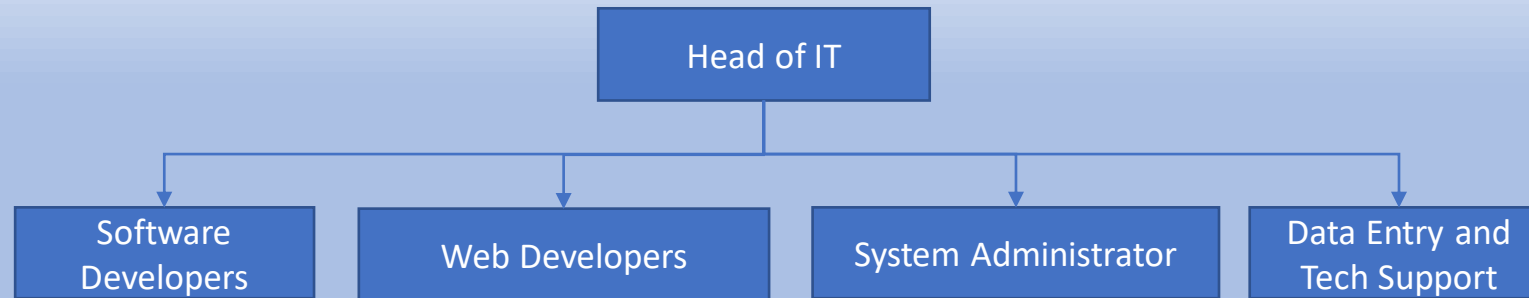 Head of IT
Software
Developers
Web Developers
System Administrator
Data Entry and
Tech Support